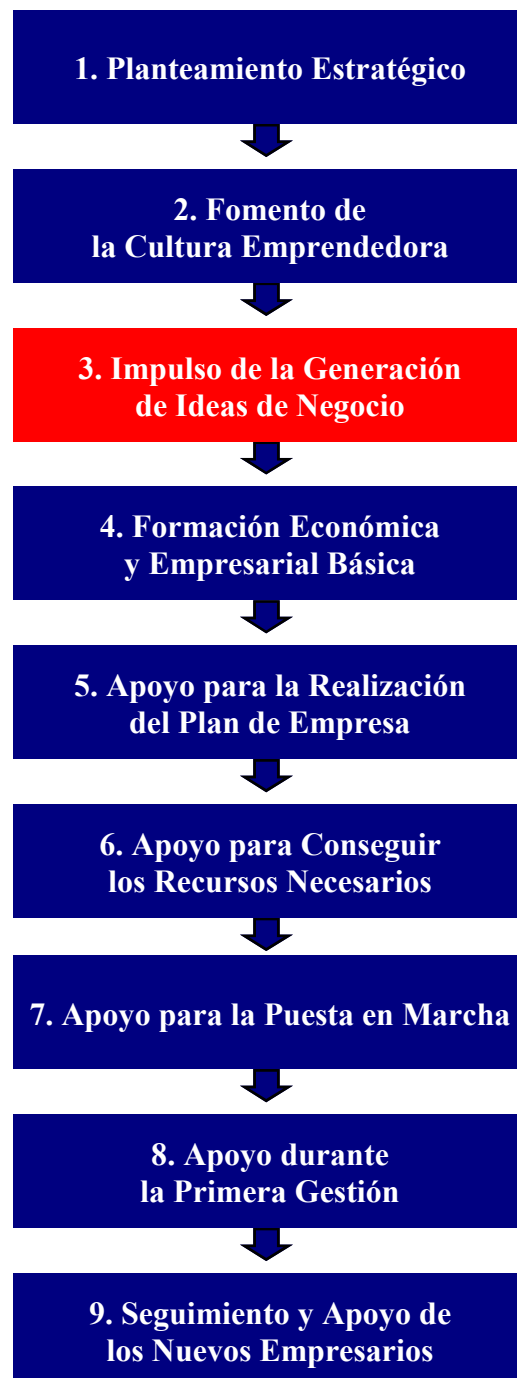 1. Planteamiento Estratégico
2. Fomento de
la Cultura Emprendedora
3. Impulso de la Generación
de Ideas de Negocio
4. Formación Económica
y Empresarial Básica
5. Apoyo para la Realización
del Plan de Empresa
6. Apoyo para Conseguir
los Recursos Necesarios
7. Apoyo para la Puesta en Marcha
8. Apoyo durante
la Primera Gestión
9. Seguimiento y Apoyo de
los Nuevos Empresarios